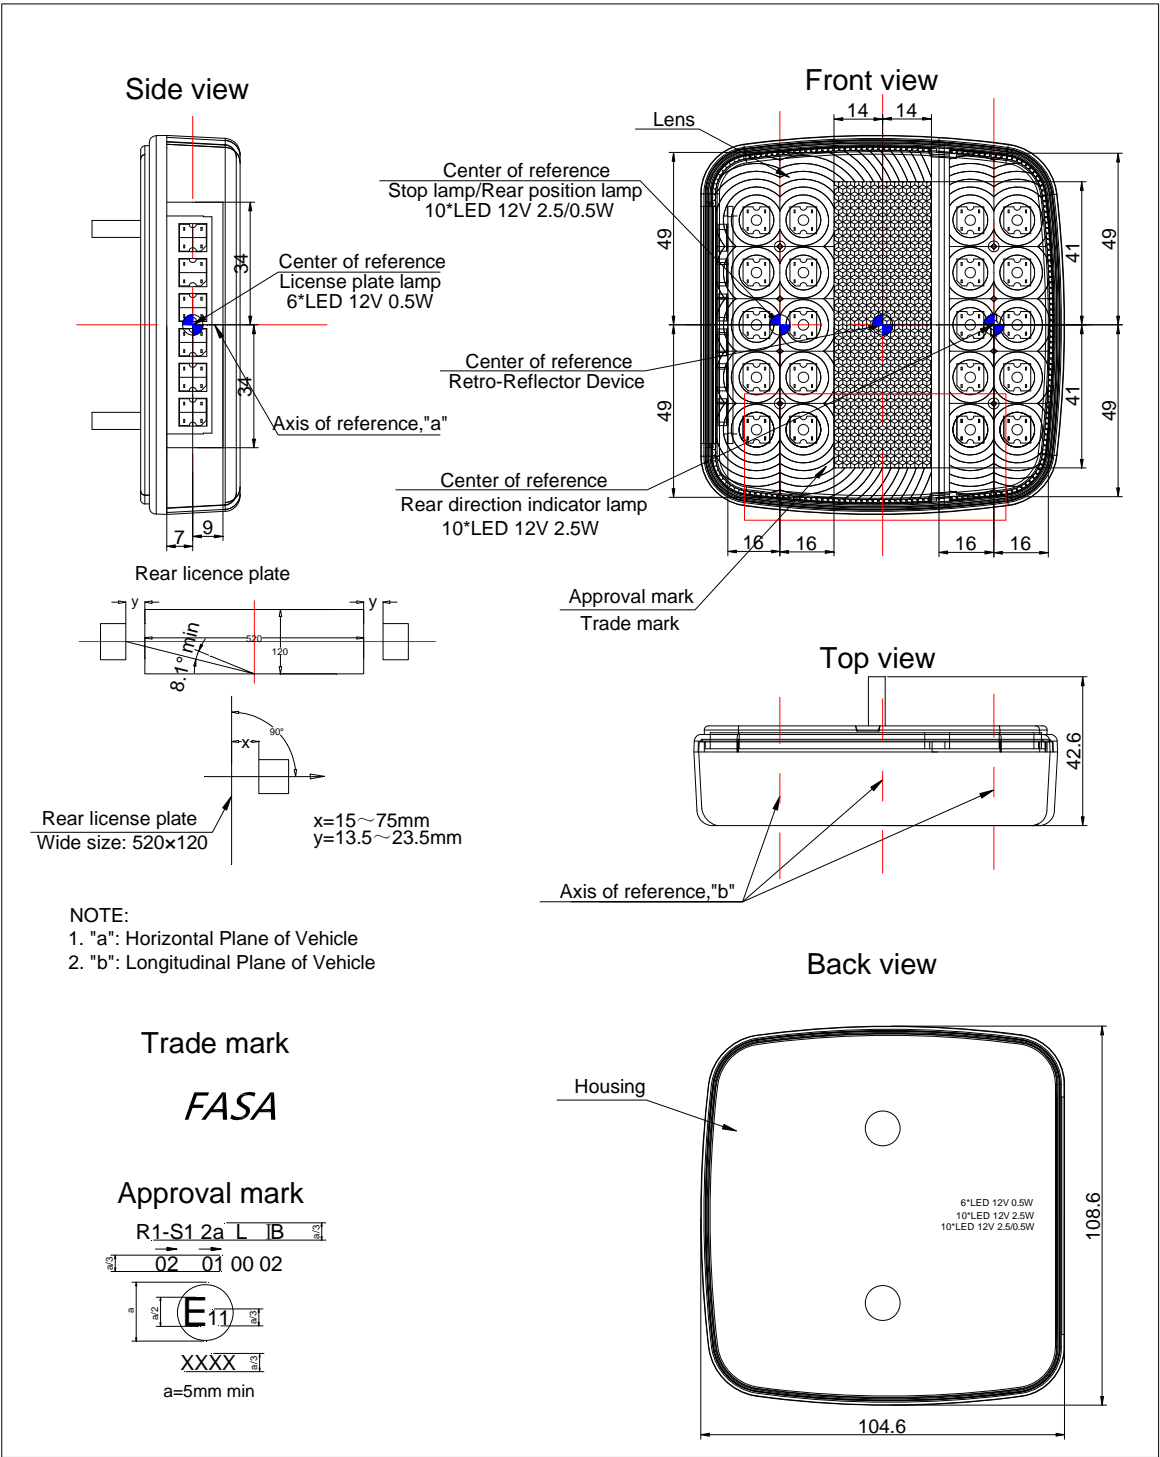 Side view
34
34
7
9
Center of reference
License plate lamp
6*LED 12V 0.5W
Axis of reference,"a"
Front view
14
14
Lens
Center of reference
Stop lamp/Rear position lamp
10*LED 12V 2.5/0.5W
Center of reference
Retro-Reflector Device
Center of reference
Rear direction indicator lamp
10*LED 12V 2.5W
49
49
41
41
49
49
16
16
16
16
Approval mark
Trade mark
Rear licence plate
y
y
520
120
8.1° min
90°
x
Rear license plate
Wide size: 520×120
x=15～75mm
y=13.5～23.5mm
Top view
42.6
Axis of reference,"b"
NOTE:
1. "a": Horizontal Plane of Vehicle
2. "b": Longitudinal Plane of Vehicle
Back view
Housing
6*LED 12V 0.5W
10*LED 12V 2.5W
10*LED 12V 2.5/0.5W
108.6
104.6
Trade mark
FASA
Approval mark
R1-S1 2a L IB
a/3
a/3
02 01 00 02
a
a/2
E11
a/3
XXXX
a/3
a=5mm min